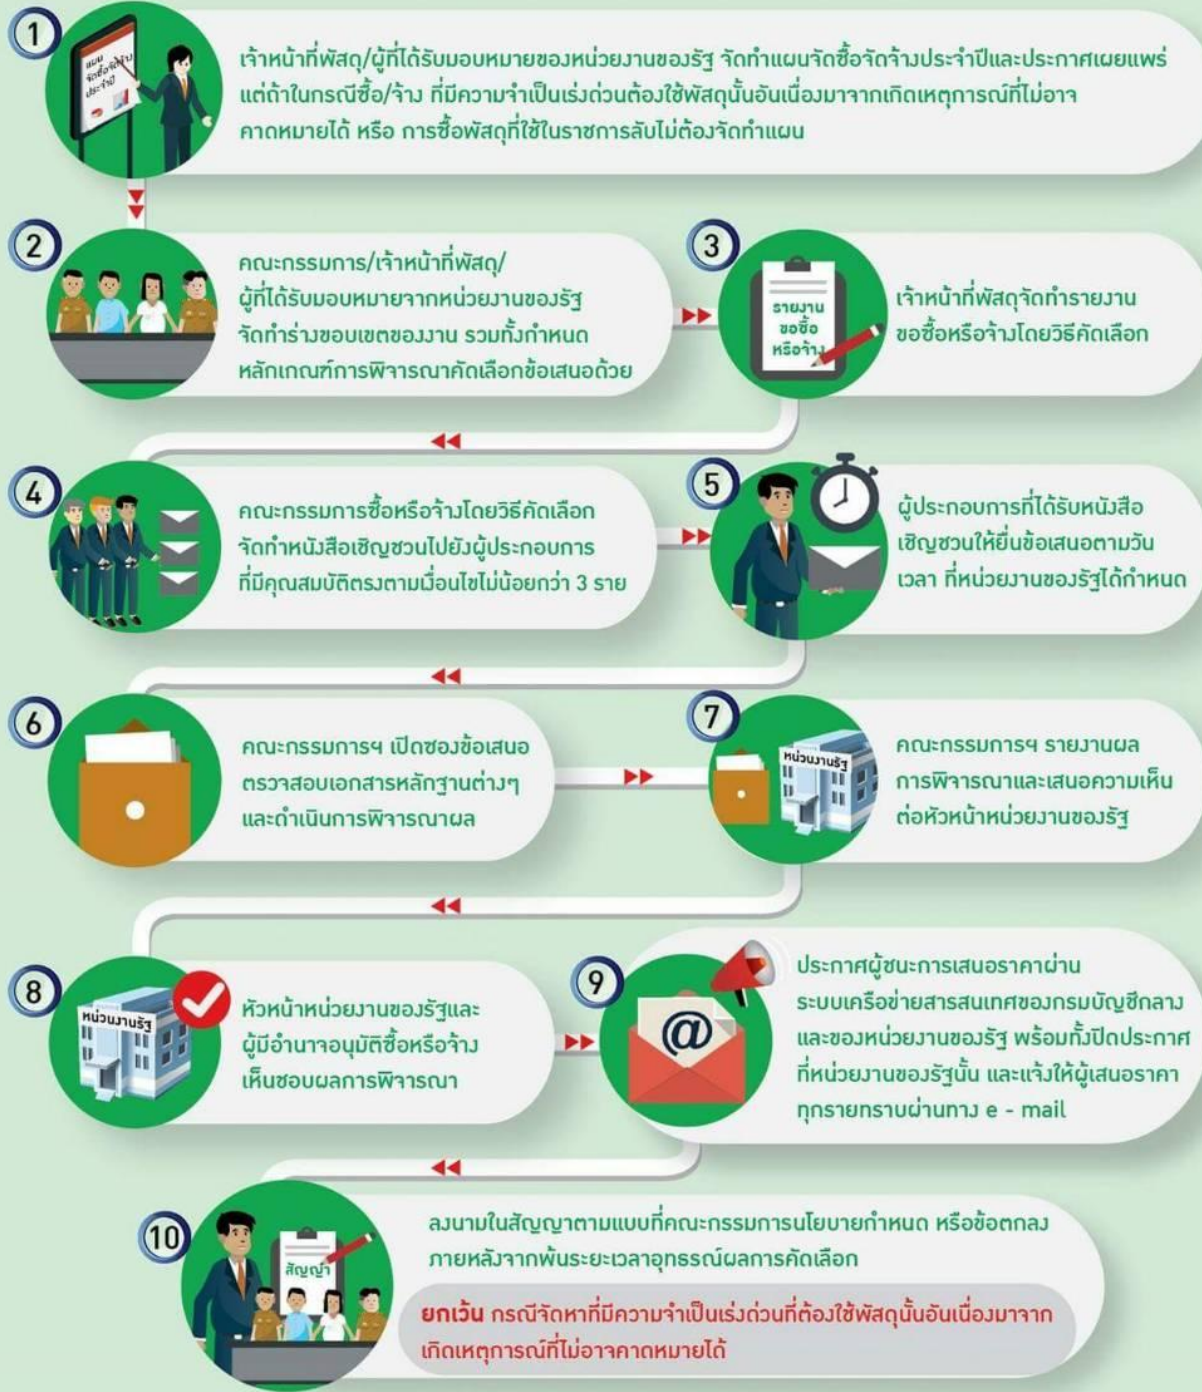 1
แผน
จัดซื้อจัดจ้าง
ประจำปี
เจ้าหน้าที่พัสดุ/ผู้ที่ได้รับมอบหมายของหน่วยงานของรัฐ จัดทำแผนจัดซื้อจัดจ้างประจำปีและประกาศเผยแพร่
แต่ถ้าในกรณีซื้อ/จ้าง ที่มีความจำเป็นเร่งด่วนต้องใช้พัสดุนั้นอันเนื่องมาจากเกิดเหตุการณ์ที่ไม่อาจ
คาดหมายได้ หรือ การซื้อพัสดุที่ใช้ในราชการลับไม่ต้องจัดทำแผน
2
คณะกรรมการ/เจ้าหน้าที่พัสดุ/
ผู้ที่ได้รับมอบหมายจากหน่วยงานของรัฐ
จัดทำร่างขอบเขตของงาน รวมทั้งกำหนด
หลักเกณฑ์การพิจารณาคัดเลือกข้อเสนอด้วย
3
รายงาน
ขอซื้อ
หรือจ้าง
เจ้าหน้าที่พัสดุจัดทำรายงาน
ขอซื้อหรือจ้างโดยวิธีคัดเลือก
4
คณะกรรมการซื้อหรือจ้างโดยวิธีคัดเลือก
จัดทำหนังสือเชิญชวนไปยังผู้ประกอบการ
ที่มีคุณสมบัติตรงตามเงื่อนไขไม่น้อยกว่า 3 ราย
5
ผู้ประกอบการที่ได้รับหนังสือ
เชิญชวนให้ยื่นข้อเสนอตามวัน
เวลา ที่หน่วยงานของรัฐได้กำหนด
6
คณะกรรมการฯ เปิดซองข้อเสนอ
ตรวจสอบเอกสารหลักฐานต่างๆ
และดำเนินการพิจารณาผล
7
หน่วนงานรัฐ
คณะกรรมการฯ รายงานผล
การพิจารณาและเสนอความเห็น
ต่อหัวหน้าหน่วยงานของรัฐ
8
หน่วนงานรัฐ
หัวหน้าหน่วยงานของรัฐและ
ผู้มีอำนาจอนุมัติซื้อหรือจ้าง
เห็นชอบผลการพิจารณา
9
@
ประกาศผู้ชนะการเสนอราคาผ่าน
ระบบเครือข่ายสารสนเทศของกรมบัญชีกลาง
และของหน่วยงานของรัฐ พร้อมทั้งปิดประกาศ
ที่หน่วยงานของรัฐนั้น และแจ้งให้ผู้เสนอราคา
ทุกรายทราบผ่านทาง e - mail
10
สัญญา
ลงนามในสัญญาตามแบบที่คณะกรรมการนโยบายกำหนด หรือข้อตกลง
ภายหลังจากพ้นระยะเวลาอุทธรณ์ผลการคัดเลือก
ยกเว้น กรณีจัดหาที่มีความจำเป็นเร่งด่วนที่ต้องใช้พัสดุนั้นอันเนื่องมาจาก
เกิดเหตุการณ์ที่ไม่อาจคาดหมายได้